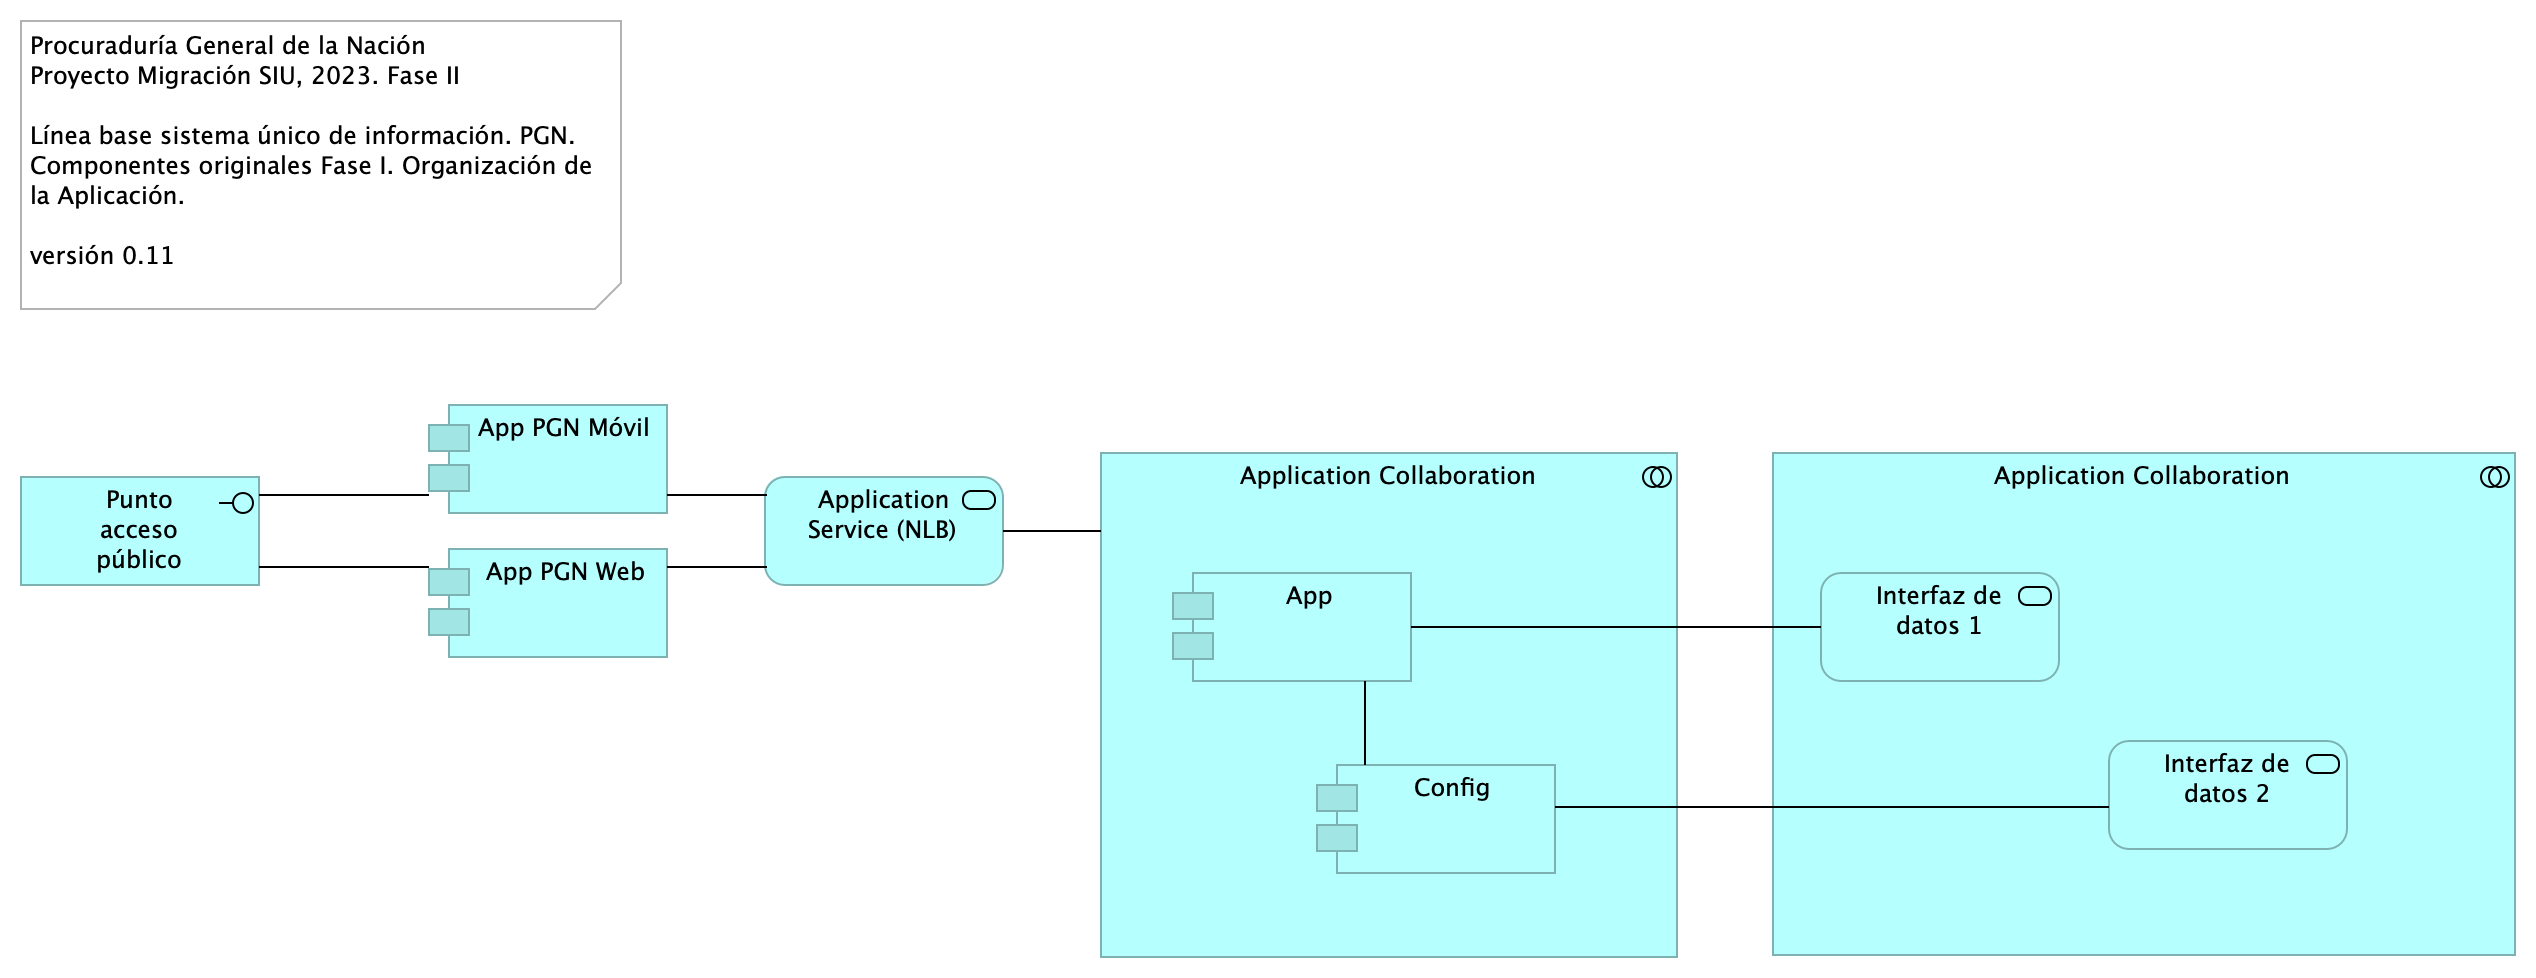 Procuraduría General de la Nación
Proyecto Migración SIU, 2023. Fase II
Línea base sistema único de información. PGN.
Componentes originales Fase I. Organización de
la Aplicación.
versión 0.11
Punto
acceso
público
App PGN Móvil
App PGN Web
Application
Service (NLB)
Application Collaboration
App
Config
Application Collaboration
Interfaz de
datos 1
Interfaz de
datos 2